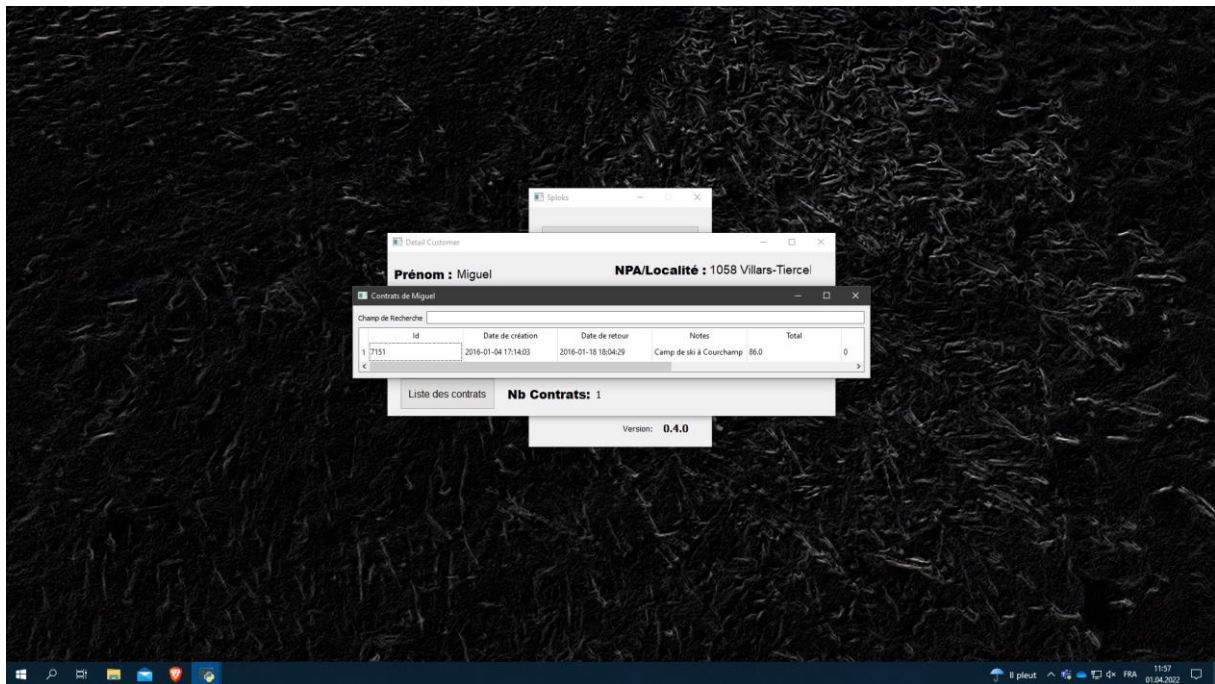 Sploks
Detail Customer
Prénom : Miguel
NPA/Localité : 1058 Villars-Tiercel
Contrats de Miguel
Champ de Recherche
Id Date de création Date de retour Notes Total
1 7151 2016-01-04 17:14:03 2016-01-18 18:04:29 Camp de ski à Courchamp 86.0 0
Liste des contrats Nb Contrats: 1
Version: 0.4.0
Il pleut FRA 11:57
01.04.2022